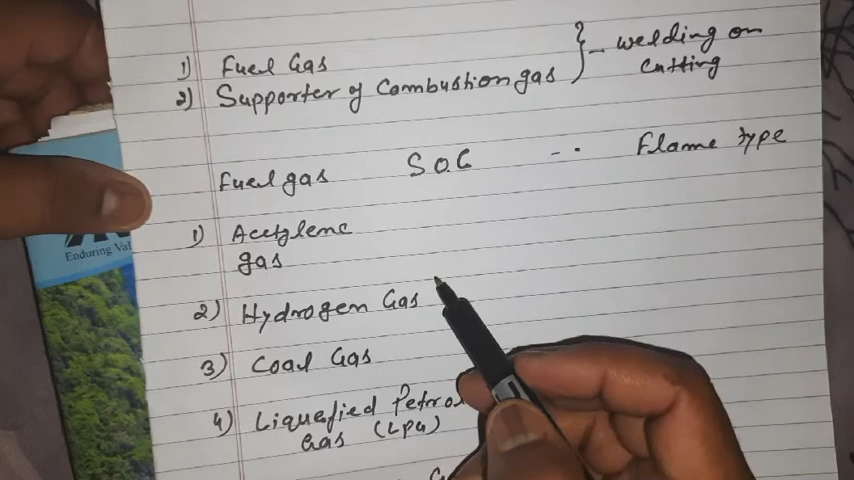 1) Fuel Gas
2) Supporter of Combustion gas } - welding or
cutting
Fuel gas S O C - . Flame type
1) Acetylene
gas
2) Hydrogen Gas
3) Coal Gas
4) Liquefied Petro
Gas (LPG)
Enduring Val